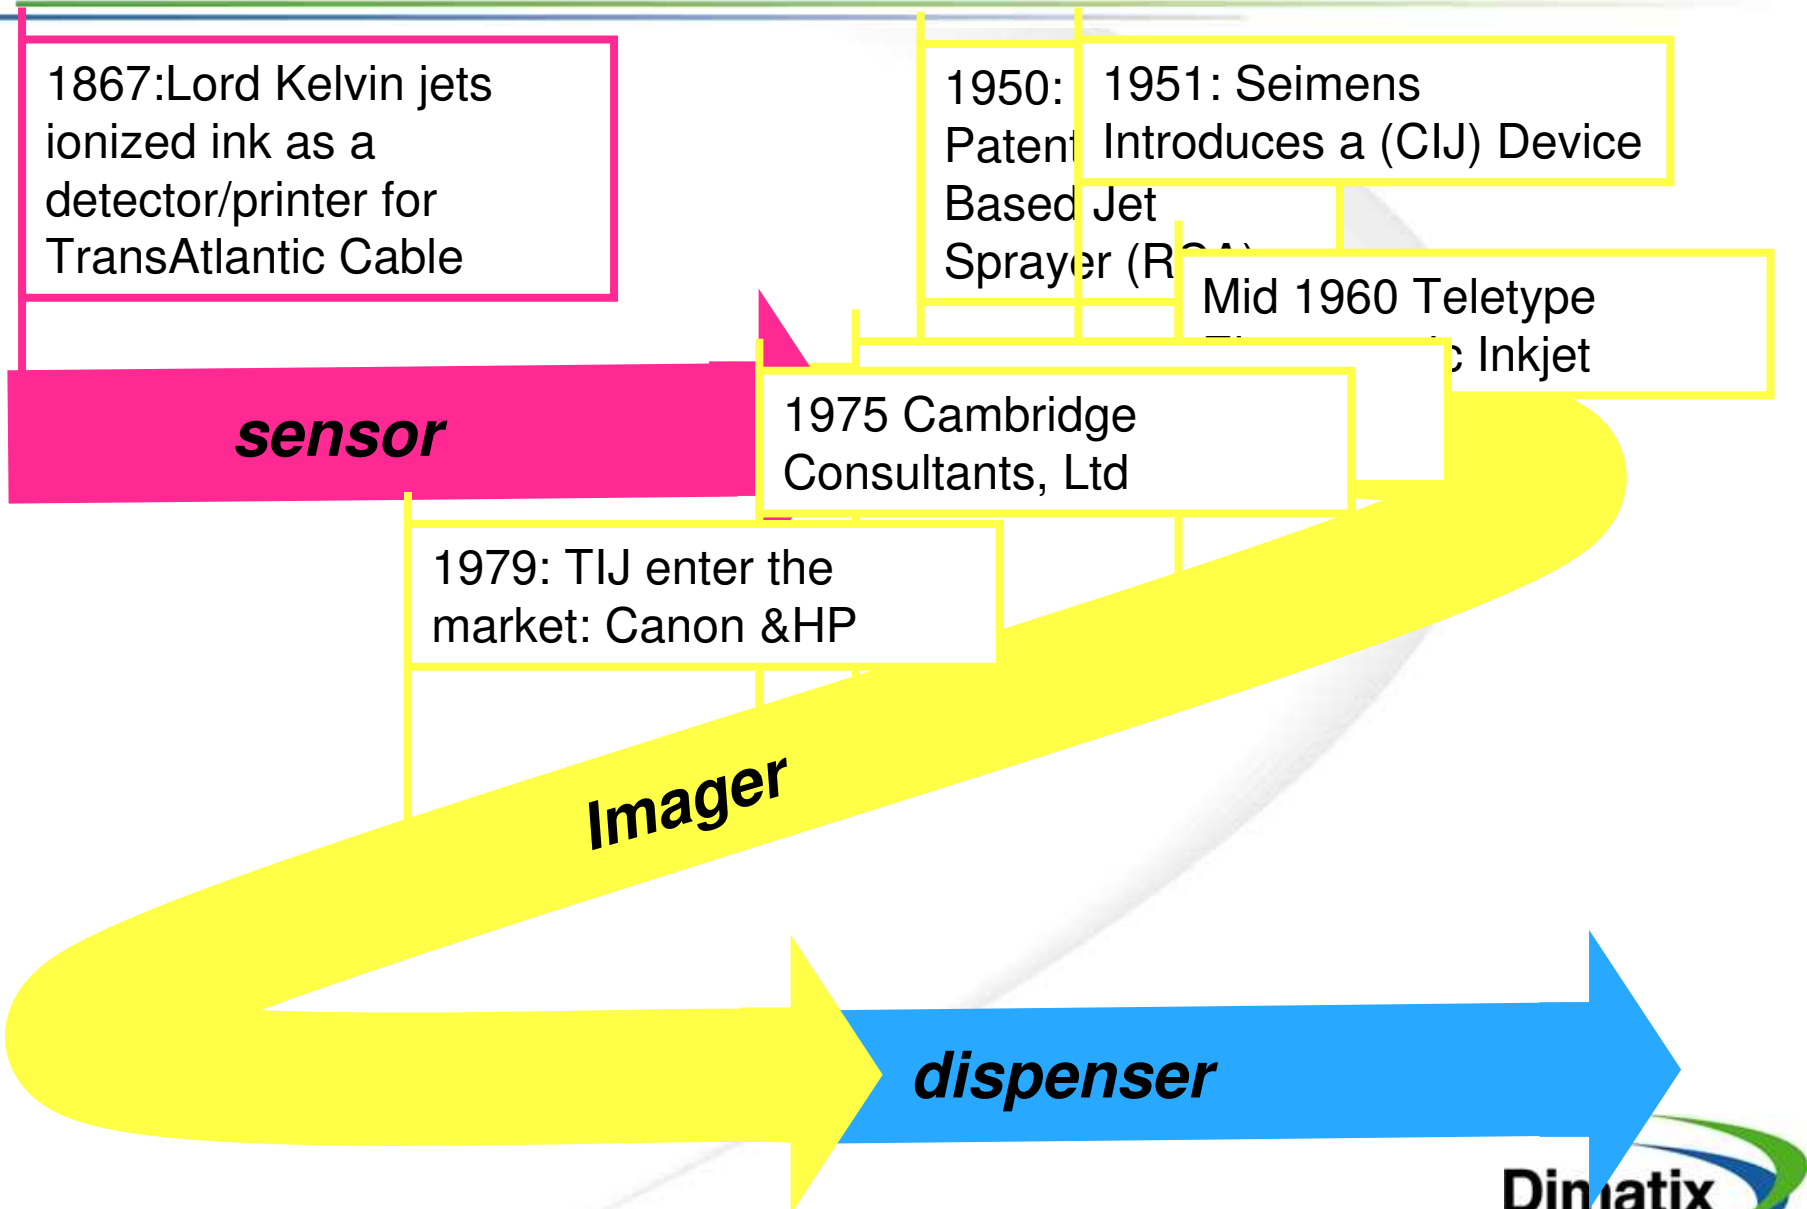 1867:Lord Kelvin jets
ionized ink as a
detector/printer for
TransAtlantic Cable
1950:
Patent
Based Jet
Sprayer
1951: Seimens
Introduces a (CIJ) Device
Mid 1960 Teletype
Inkjet
sensor
1975 Cambridge
Consultants, Ltd
1979: TIJ enter the
market: Canon &HP
Imager
dispenser
Dimatix